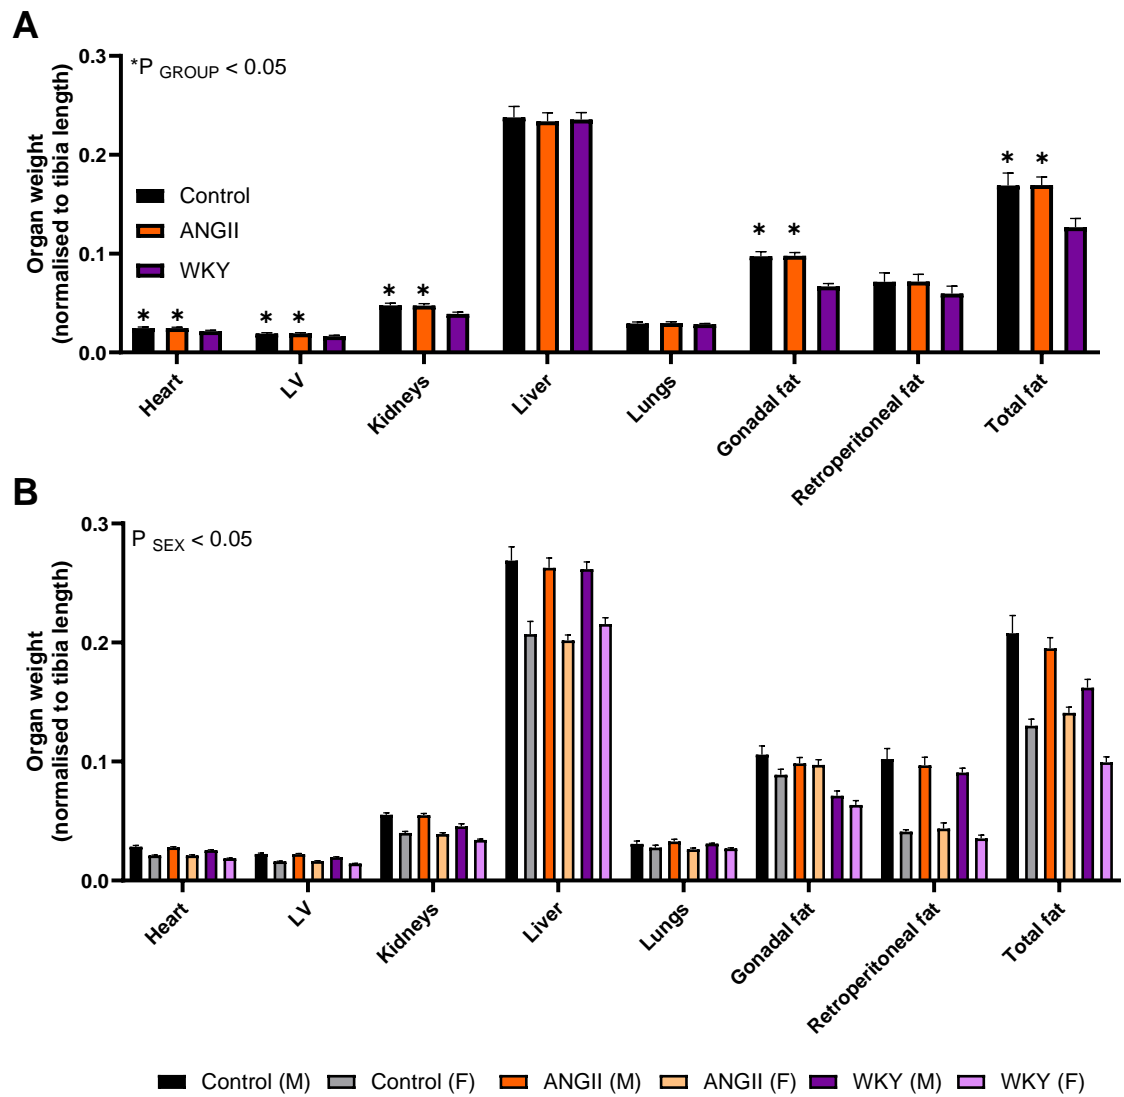 A
0.3
*P GROUP < 0.05
Organ weight
(normalised to tibia length)
0.2
Control
ANGII
WKY
0.1
0.0
* * * * * * * * * *
Heart
LV
Kidneys
Liver
Lungs
Gonadal fat
Retroperitoneal fat
Total fat
B
0.3
P SEX < 0.05
Organ weight
(normalised to tibia length)
0.2
0.1
0.0
Heart
LV
Kidneys
Liver
Lungs
Gonadal fat
Retroperitoneal fat
Total fat
Control (M) Control (F) ANGII (M) ANGII (F) WKY (M) WKY (F)